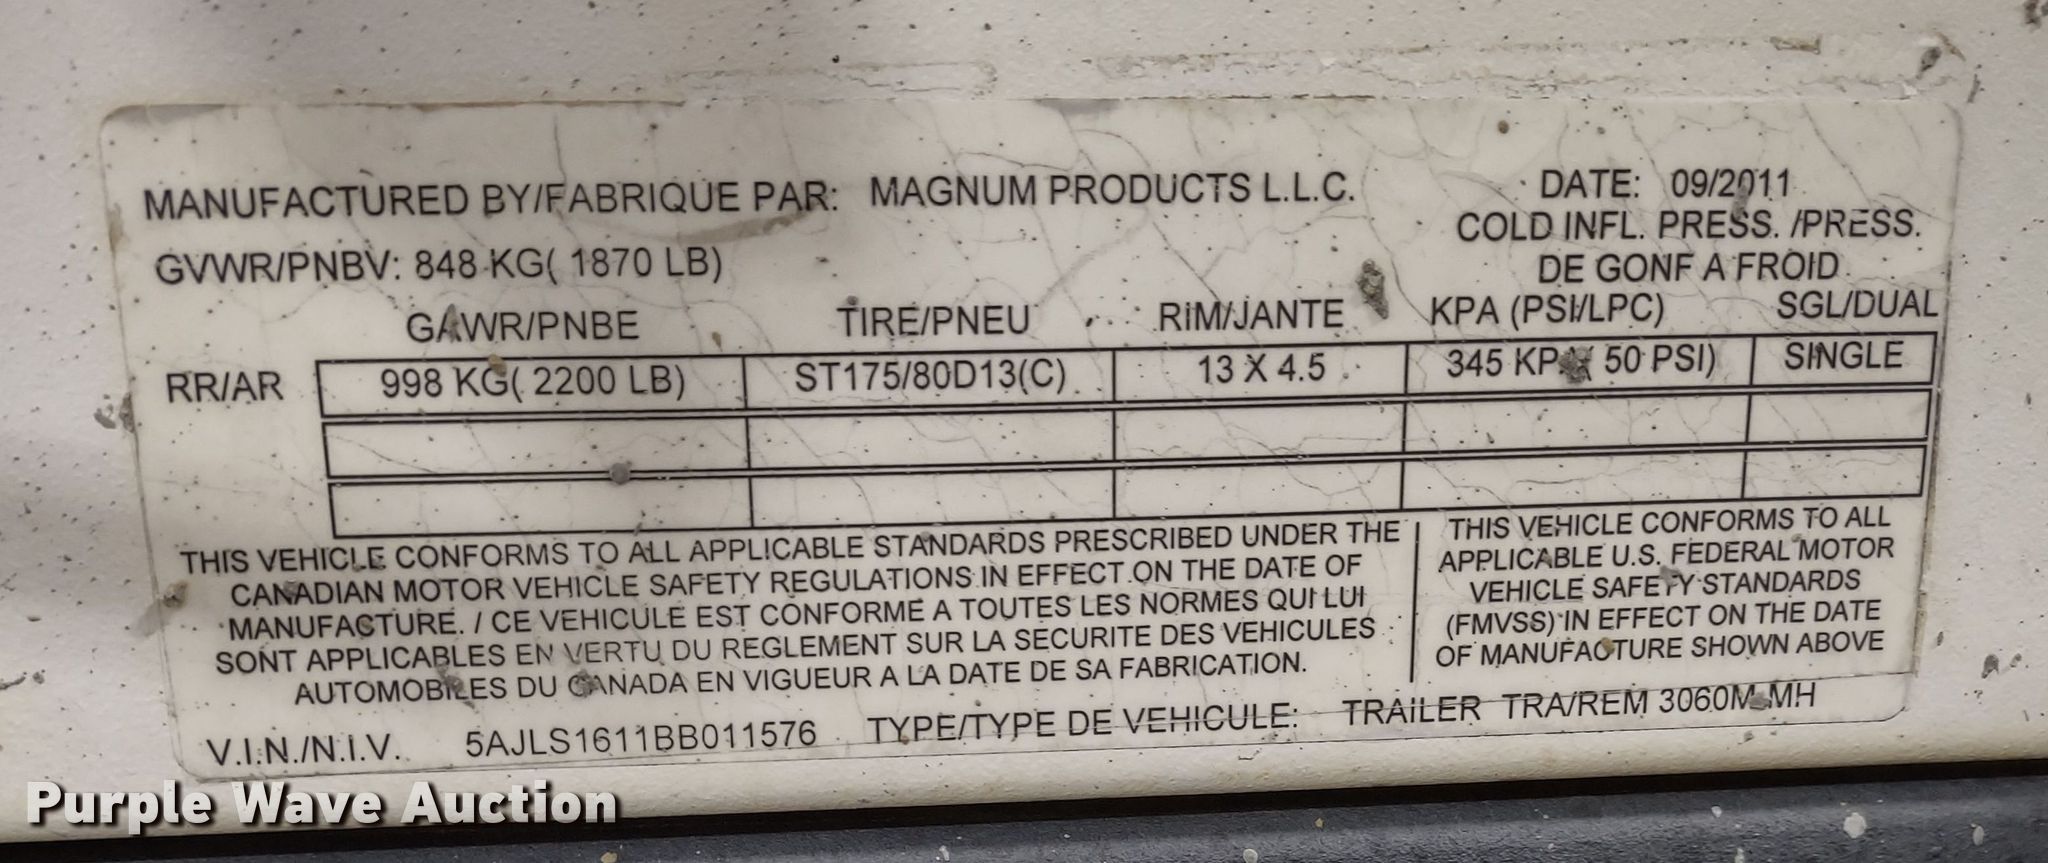 MANUFACTURED BY/FABRIQUE PAR: MAGNUM PRODUCTS L.L.C. DATE: 09/2011
GVWR/PNBV: 848 KG( 1870 LB)
COLD INFL. PRESS. /PRESS.
DE GONF A FROID
GAWR/PNBE TIRE/PNEU RIM/JANTE KPA (PSI/LPC) SGL/DUAL
RR/AR 998 KG( 2200 LB) ST175/80D13(C) 13 X 4.5 345 KPA( 50 PSI) SINGLE
THIS VEHICLE CONFORMS TO ALL APPLICABLE STANDARDS PRESCRIBED UNDER THE
CANADIAN MOTOR VEHICLE SAFETY REGULATIONS IN EFFECT ON THE DATE OF
MANUFACTURE. / CE VEHICULE EST CONFORME A TOUTES LES NORMES QUI LUI
SONT APPLICABLES EN VERTU DU REGLEMENT SUR LA SECURITE DES VEHICULES
AUTOMOBILES DU CANADA EN VIGUEUR A LA DATE DE SA FABRICATION.
THIS VEHICLE CONFORMS TO ALL
APPLICABLE U.S. FEDERAL MOTOR
VEHICLE SAFETY STANDARDS
(FMVSS) IN EFFECT ON THE DATE
OF MANUFACTURE SHOWN ABOVE
V.I.N./N.I.V. 5AJLS1611BB011576 TYPE/TYPE DE VEHICULE: TRAILER TRA/REM 3060M-MH
Purple Wave Auction